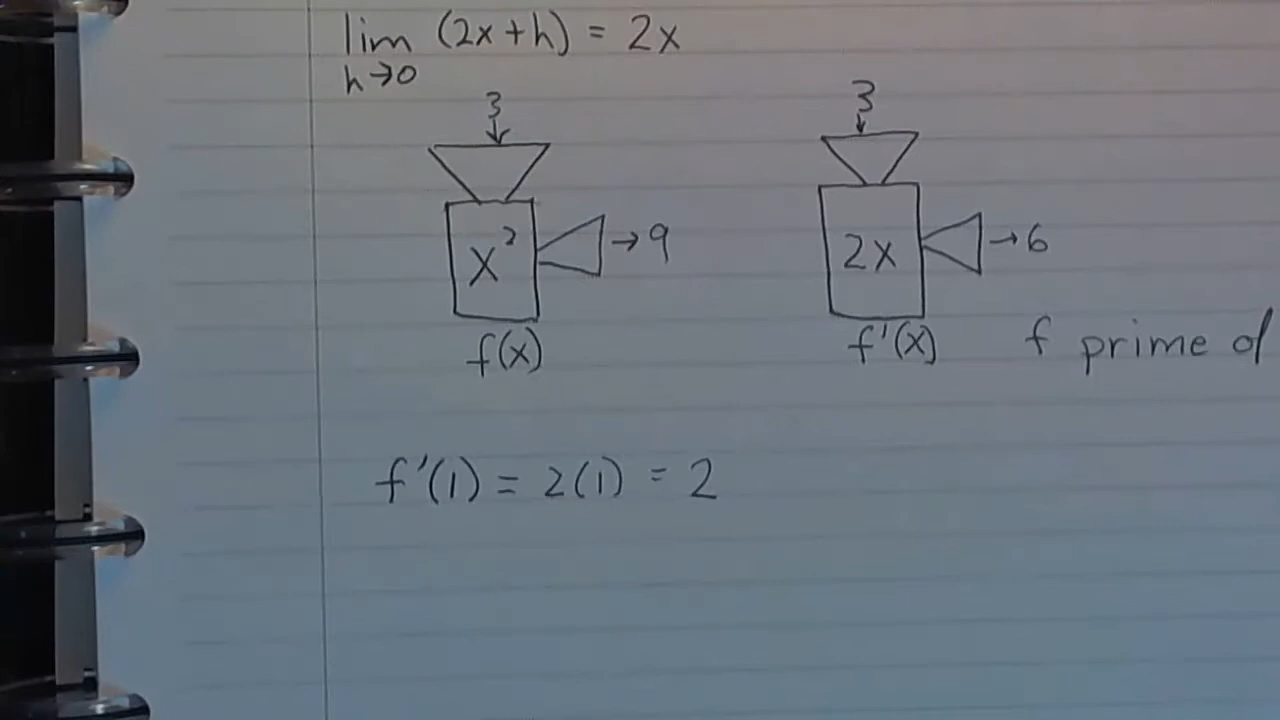 lim (2x+h) = 2x
h→0
3
3
x² →9
2x →6
f(x)
f'(x) f prime of
f'(1) = 2(1) = 2